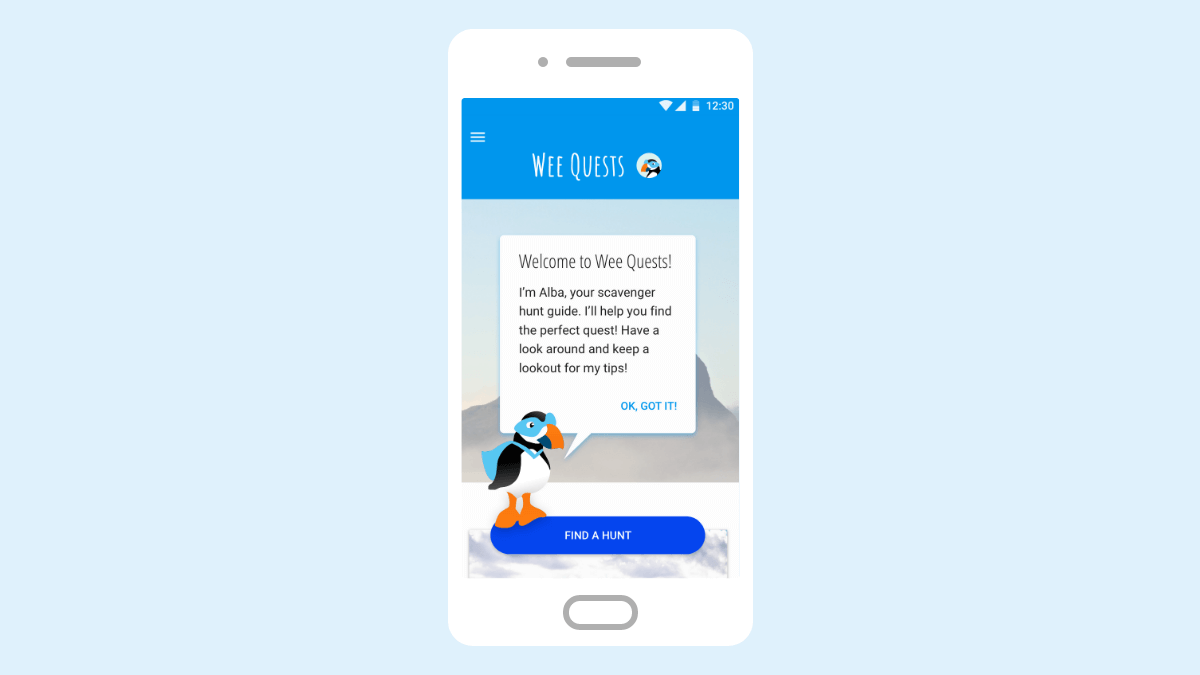 12:30
Wee Quests
Welcome to Wee Quests!
I'm Alba, your scavenger
hunt guide. I'll help you find
the perfect quest! Have a
look around and keep a
lookout for my tips!
OK, GOT IT!
FIND A HUNT